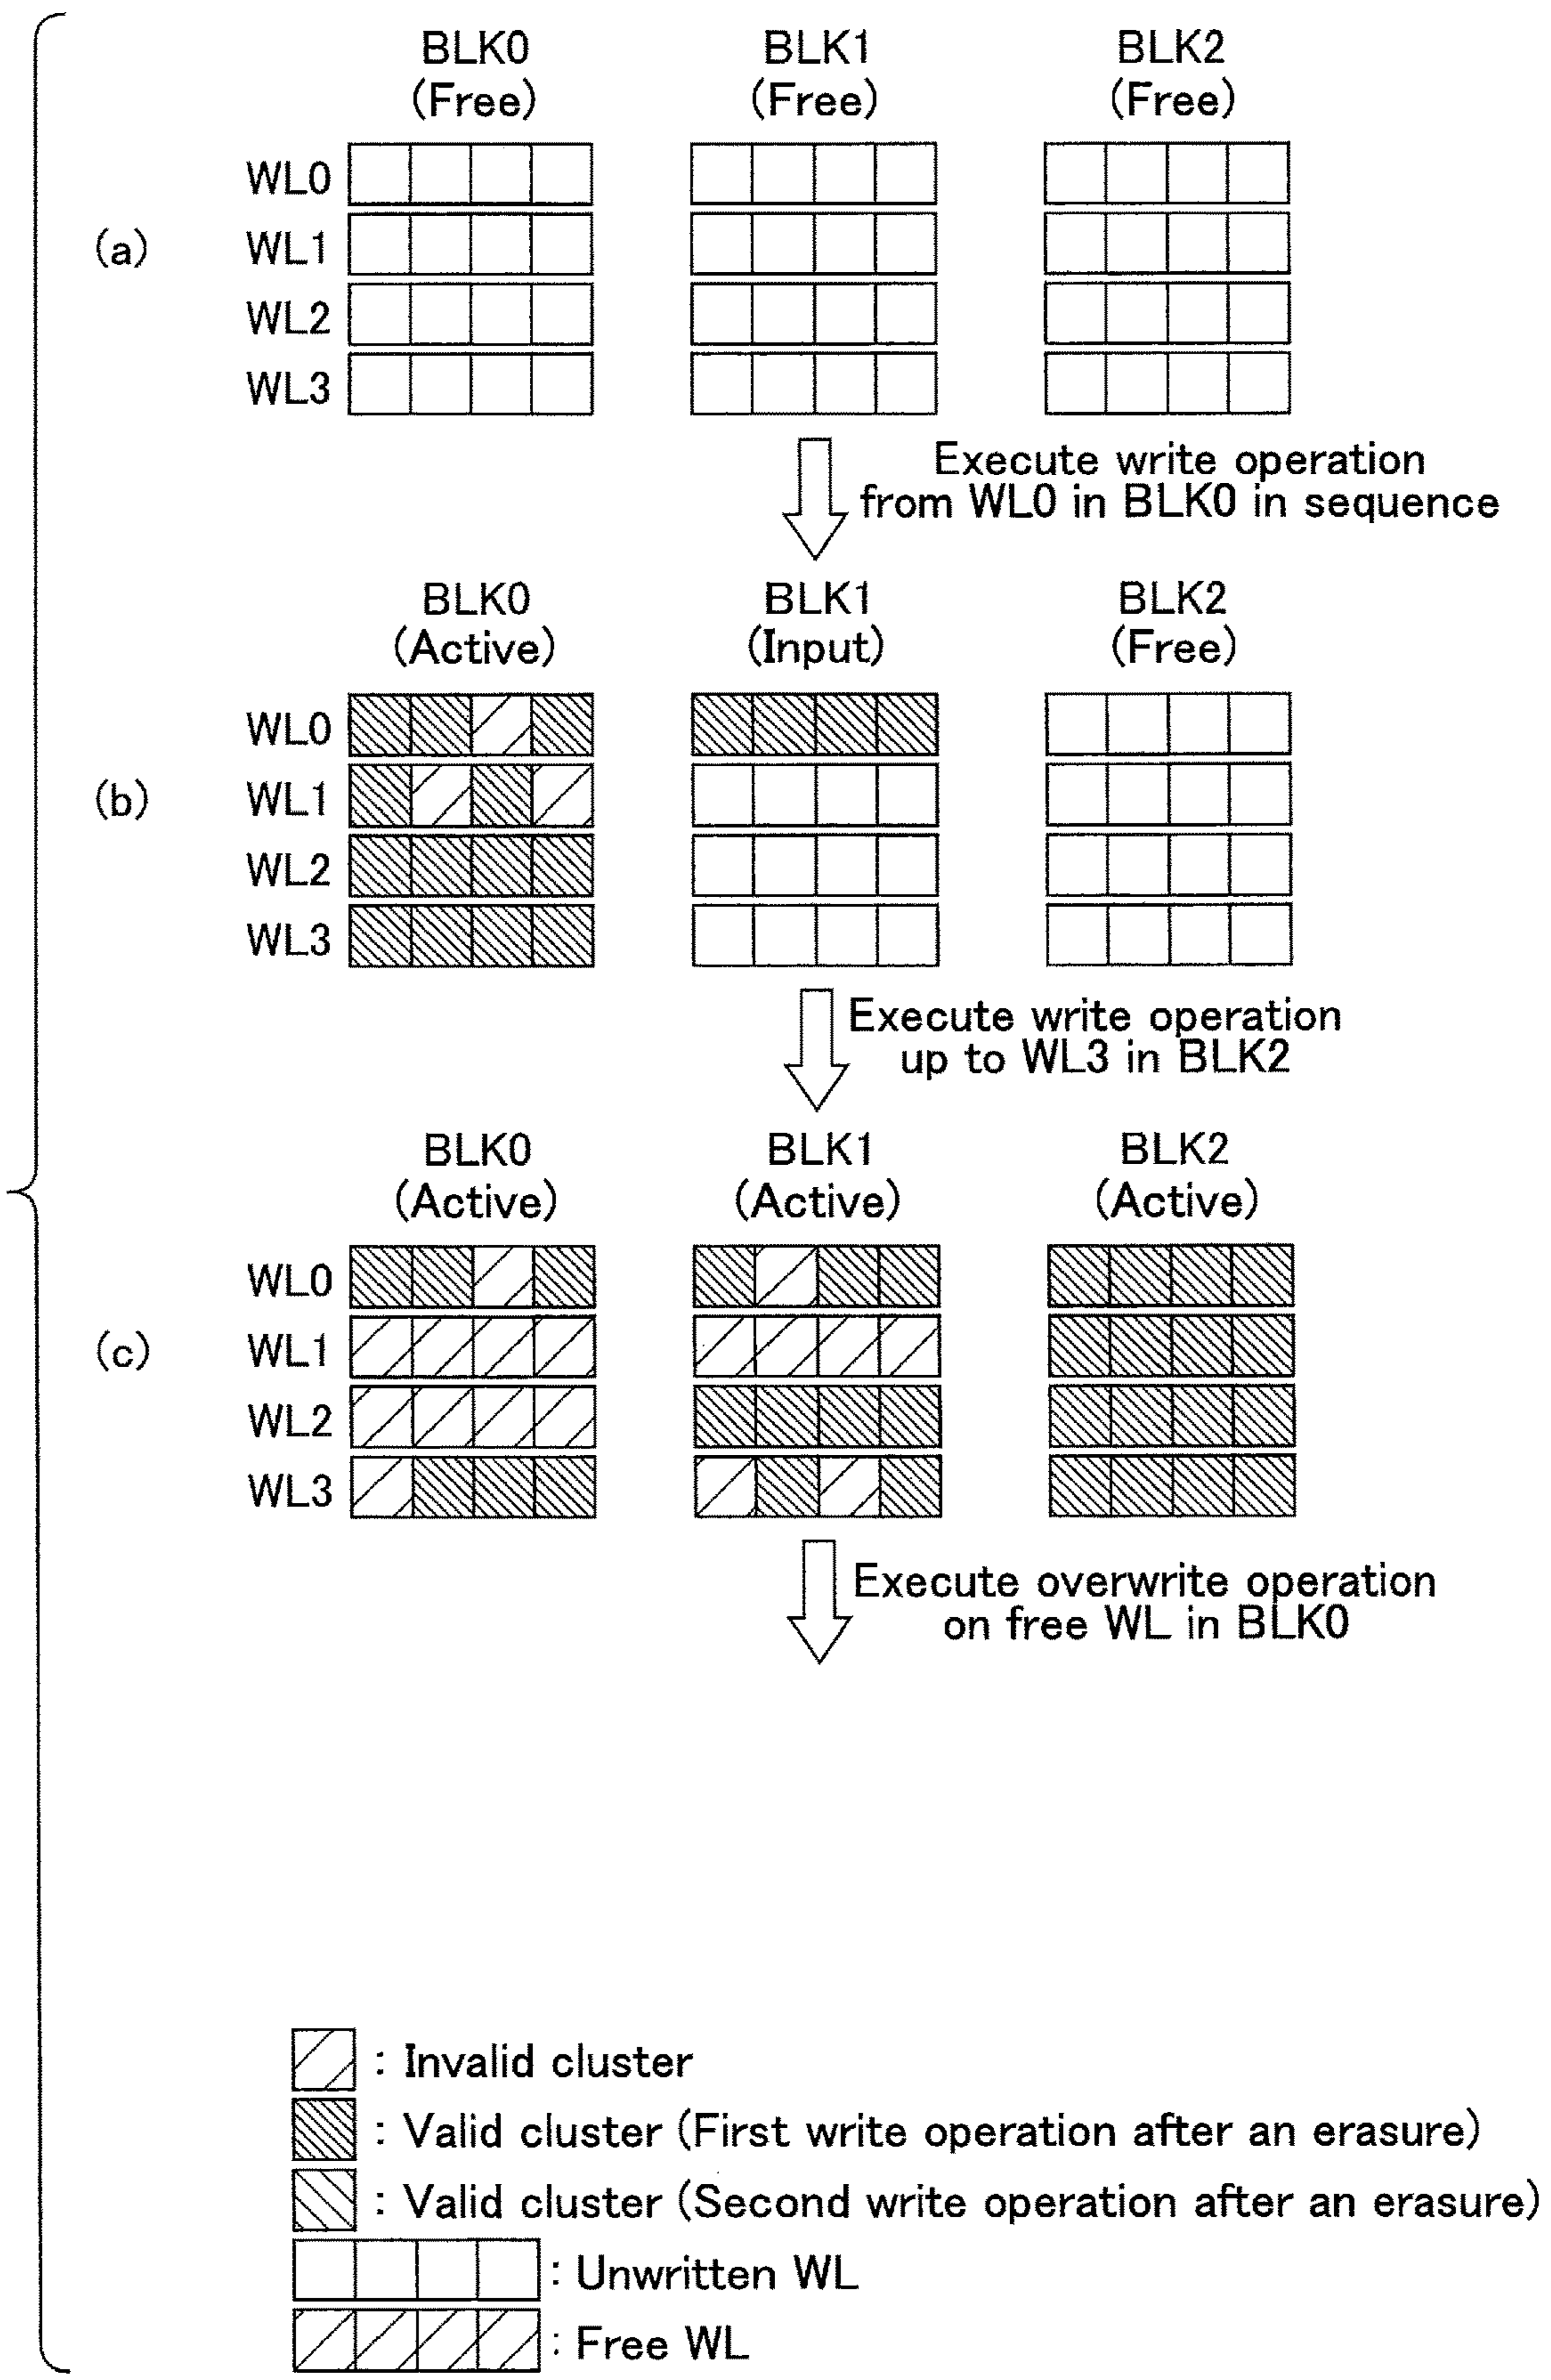 BLK0 BLK1 BLK2
(Free) (Free) (Free)
WL0
(a) WL1
WL2
WL3
Execute write operation
from WL0 in BLK0 in sequence
BLK0 BLK1 BLK2
(Active) (Input) (Free)
WL0
(b) WL1
WL2
WL3
Execute write operation
up to WL3 in BLK2
BLK0 BLK1 BLK2
(Active) (Active) (Active)
WL0
(c) WL1
WL2
WL3
Execute overwrite operation
on free WL in BLK0
: Invalid cluster
: Valid cluster (First write operation after an erasure)
: Valid cluster (Second write operation after an erasure)
: Unwritten WL
: Free WL